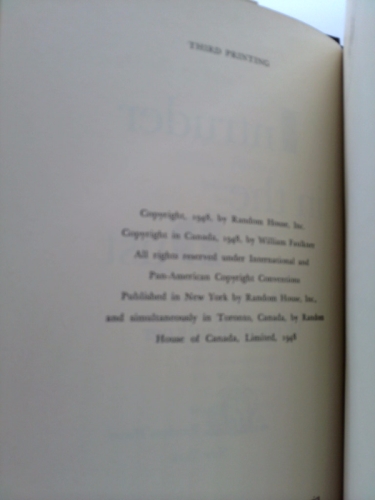 THIRD PRINTING
Intruder
Copyright, 1948, by Random House, Inc.
Copyright in Canada, 1948, by William Faulkner
All rights reserved under International and
Pan-American Copyright Conventions
Published in New York by Random House, Inc.,
and simultaneously in Toronto, Canada, by Random
House of Canada, Limited, 1948